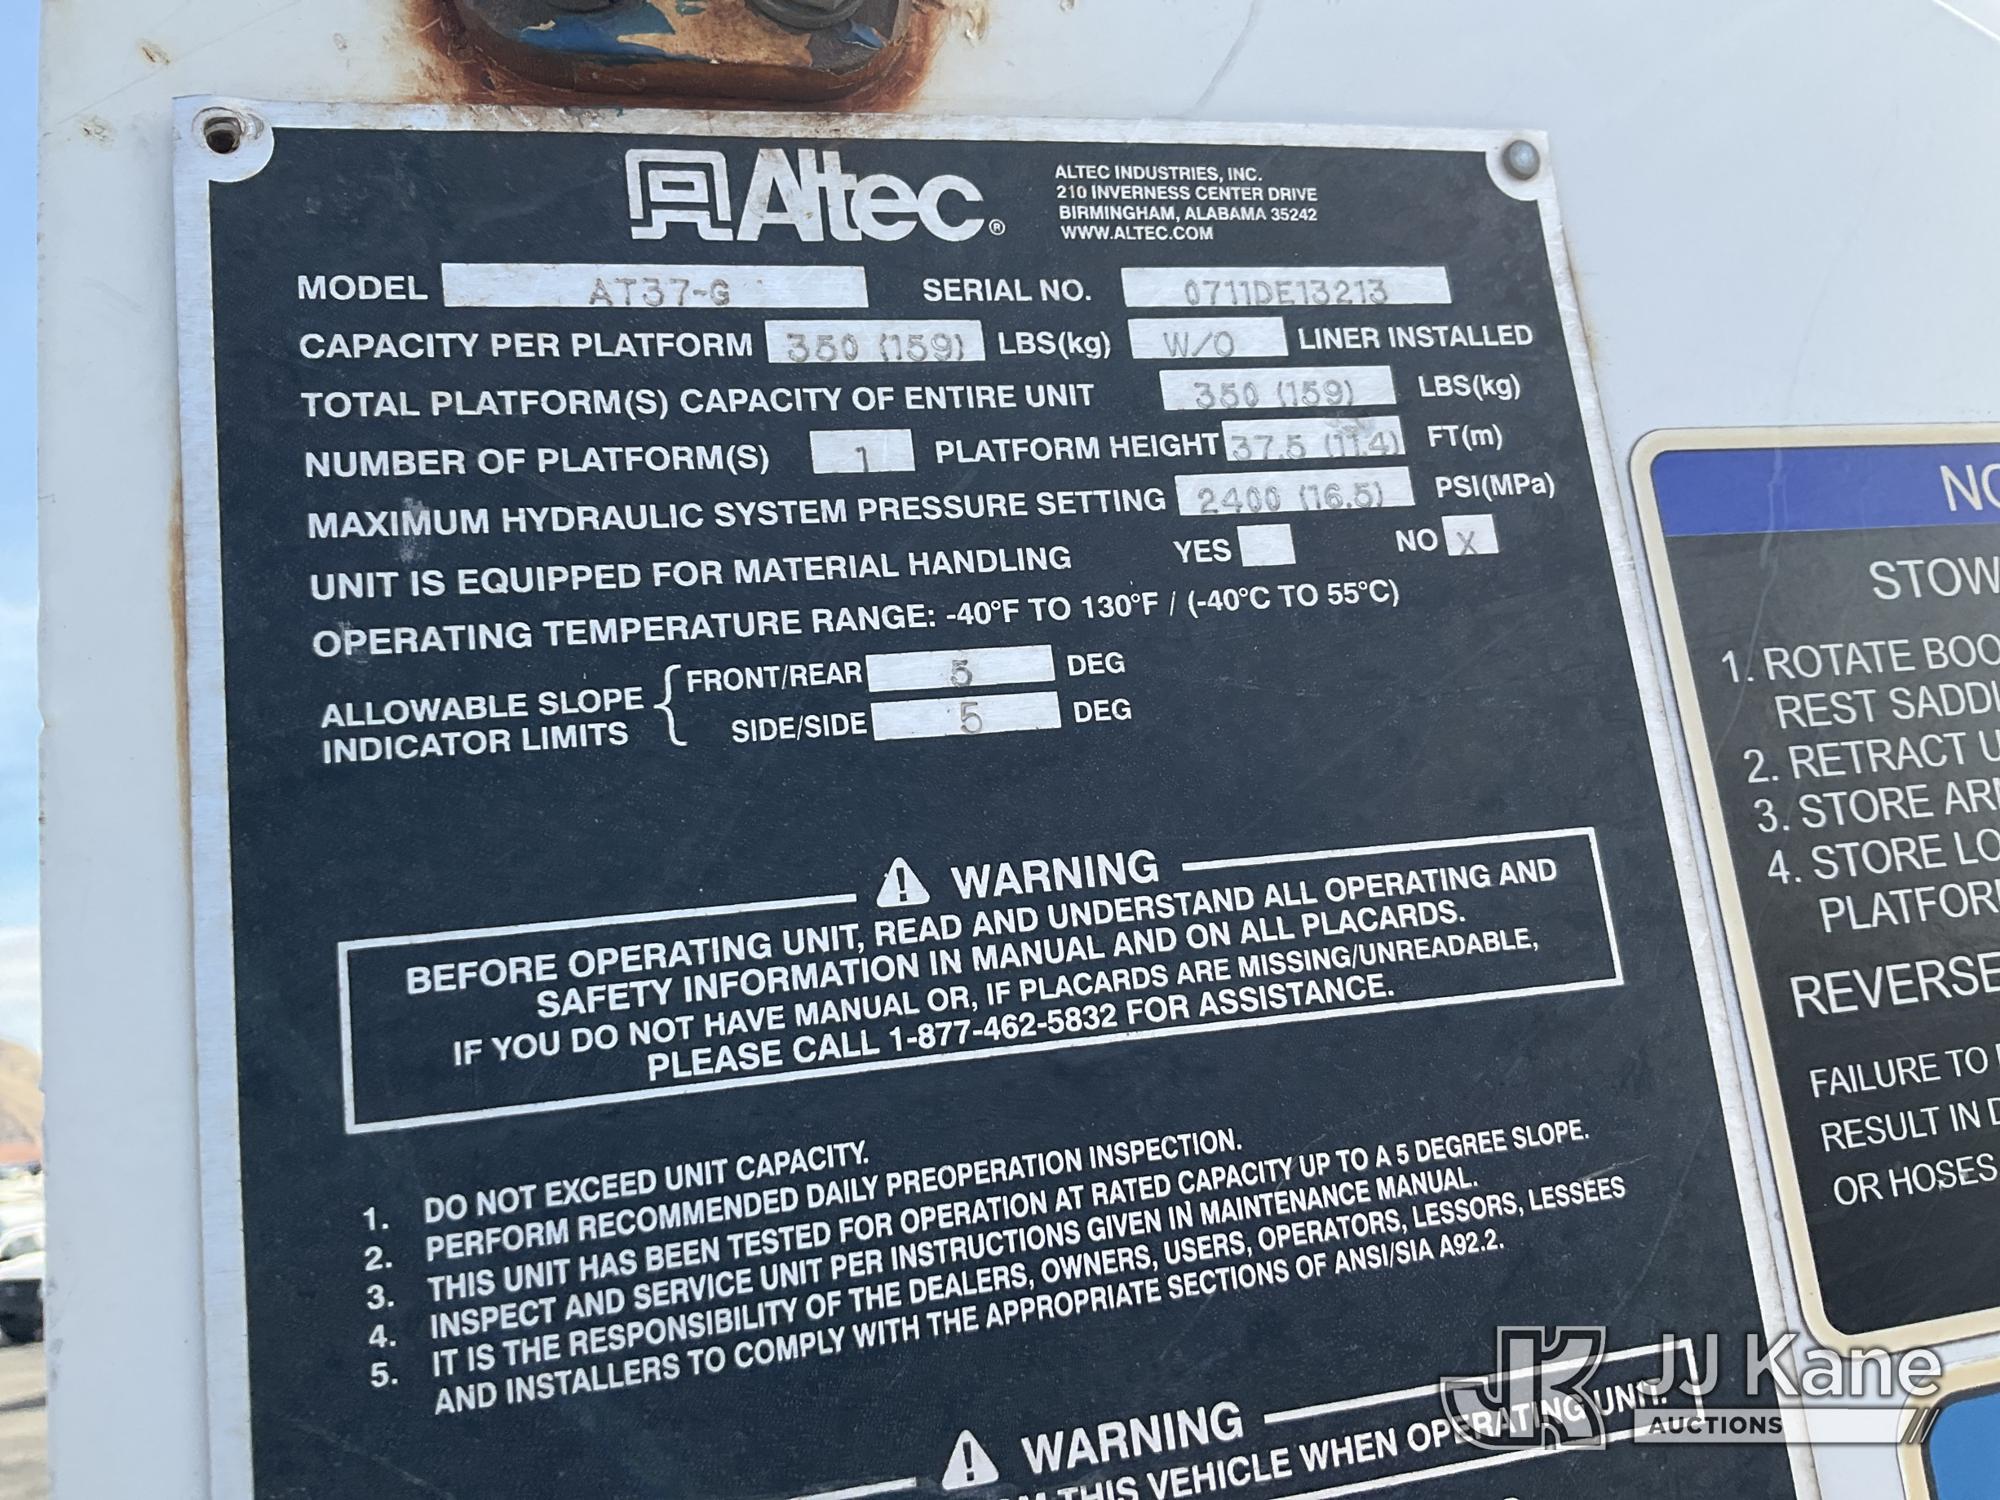 Altec®
ALTEC INDUSTRIES, INC.
210 INVERNESS CENTER DRIVE
BIRMINGHAM, ALABAMA 35242
WWW.ALTEC.COM
MODEL AT37-G SERIAL NO. 0711DE13213
CAPACITY PER PLATFORM 350 (159) LBS(kg) W/O LINER INSTALLED
TOTAL PLATFORM(S) CAPACITY OF ENTIRE UNIT 350 (159) LBS(kg)
NUMBER OF PLATFORM(S) 1 PLATFORM HEIGHT 37.5 (11.4) FT(m)
MAXIMUM HYDRAULIC SYSTEM PRESSURE SETTING 2400 (16.5) PSI(MPa)
UNIT IS EQUIPPED FOR MATERIAL HANDLING YES NO X
OPERATING TEMPERATURE RANGE: -40°F TO 130°F / (-40°C TO 55°C)
ALLOWABLE SLOPE INDICATOR LIMITS
FRONT/REAR 5 DEG
SIDE/SIDE 5 DEG
WARNING
BEFORE OPERATING UNIT, READ AND UNDERSTAND ALL OPERATING AND
SAFETY INFORMATION IN MANUAL AND ON ALL PLACARDS.
IF YOU DO NOT HAVE MANUAL OR, IF PLACARDS ARE MISSING/UNREADABLE,
PLEASE CALL 1-877-462-5832 FOR ASSISTANCE.
1. DO NOT EXCEED UNIT CAPACITY.
2. PERFORM RECOMMENDED DAILY PREOPERATION INSPECTION.
3. THIS UNIT HAS BEEN TESTED FOR OPERATION AT RATED CAPACITY UP TO A 5 DEGREE SLOPE.
4. INSPECT AND SERVICE UNIT PER INSTRUCTIONS GIVEN IN MAINTENANCE MANUAL.
5. IT IS THE RESPONSIBILITY OF THE DEALERS, OWNERS, USERS, OPERATORS, LESSORS, LESSEES
AND INSTALLERS TO COMPLY WITH THE APPROPRIATE SECTIONS OF ANSI/SIA A92.2.
WARNING
THIS VEHICLE WHEN OPERATING UNIT.
STOW
1. ROTATE BOO
REST SADDL
2. RETRACT U
3. STORE AR
4. STORE LO
PLATFOR
REVERSE
FAILURE TO
RESULT IN D
OR HOSES
JK JJ Kane
AUCTIONS